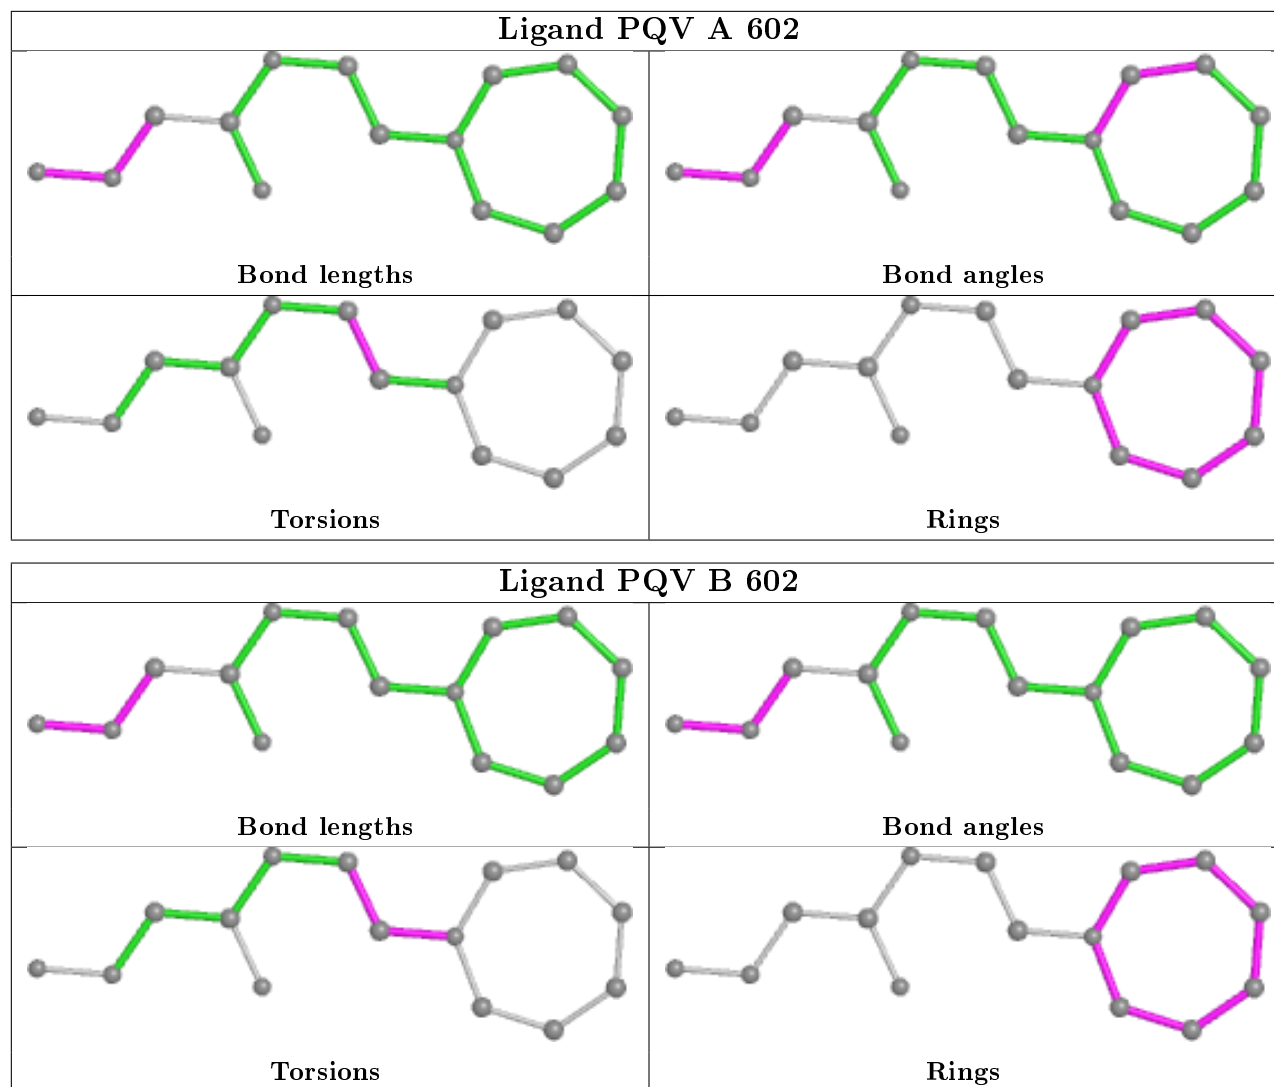 Ligand PQV A 602
Bond lengths
Bond angles
Torsions
Rings
Ligand PQV B 602
Bond lengths
Bond angles
Torsions
Rings